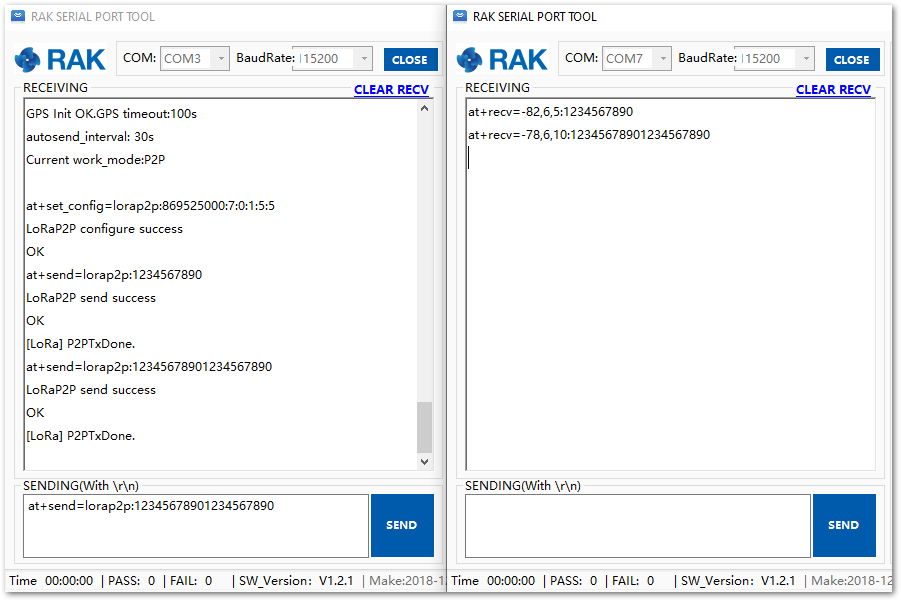 RAK SERIAL PORT TOOL
RAK
COM: COM3 BaudRate: 115200 CLOSE
RECEIVING
CLEAR RECV
GPS Init OK.GPS timeout:100s
autosend_interval: 30s
Current work_mode:P2P
at+set_config=lorap2p:869525000:7:0:1:5:5
LoRaP2P configure success
OK
at+send=lorap2p:1234567890
LoRaP2P send success
OK
[LoRa] P2PTxDone.
at+send=lorap2p:12345678901234567890
LoRaP2P send success
OK
[LoRa] P2PTxDone.
SENDING(With \r\n)
at+send=lorap2p:12345678901234567890
SEND
Time 00:00:00 | PASS: 0 | FAIL: 0 | SW_Version: V1.2.1 | Make:2018-1
RAK SERIAL PORT TOOL
RAK
COM: COM7 BaudRate: 115200 CLOSE
RECEIVING
CLEAR RECV
at+recv=-82,6,5:1234567890
at+recv=-78,6,10:12345678901234567890
SENDING(With \r\n)
SEND
Time 00:00:00 | PASS: 0 | FAIL: 0 | SW_Version: V1.2.1 | Make:2018-12